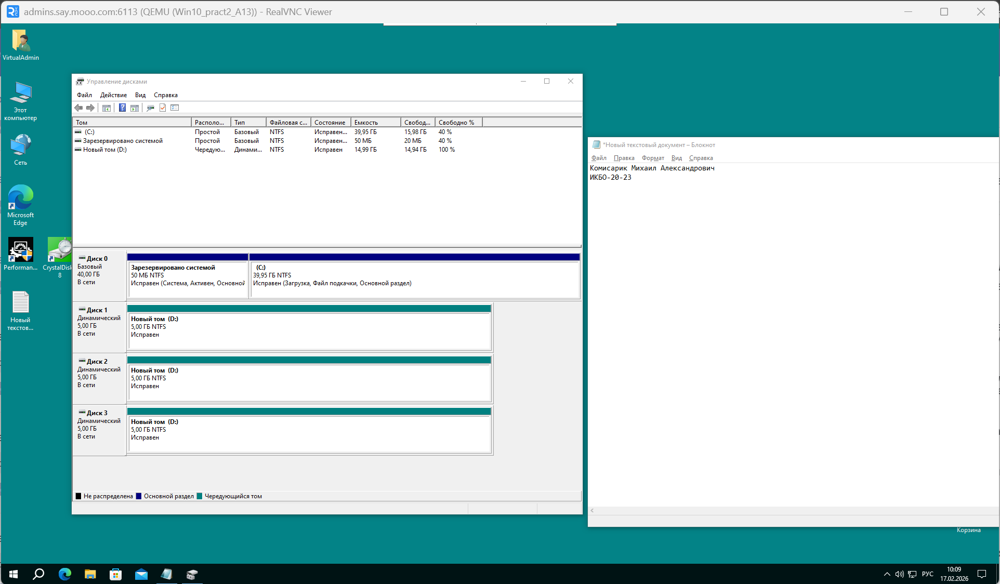 admins.say.mooo.com:6113 (QEMU (Win10_pract2_A13)) - RealVNC Viewer
VirtualAdmin
Этот
компьютер
Сеть
Microsoft
Edge
Performan...
CrystalDisk
8
Новый
текстов...
Управление дисками
Файл Действие Вид Справка
Том Располо... Тип Файловая с... Состояние Емкость Свобод... Свободно %
(C:) Простой Базовый NTFS Исправен... 39,95 ГБ 15,98 ГБ 40 %
Зарезервировано системой Простой Базовый NTFS Исправен... 50 МБ 20 МБ 40 %
Новый том (D:) Чередую... Динами... NTFS Исправен 14,99 ГБ 14,94 ГБ 100 %
Диск 0
Базовый
40,00 ГБ
В сети
Зарезервировано системой
50 МБ NTFS
Исправен (Система, Активен, Основной
(C:)
39,95 ГБ NTFS
Исправен (Загрузка, Файл подкачки, Основной раздел)
Диск 1
Динамический
5,00 ГБ
В сети
Новый том (D:)
5,00 ГБ NTFS
Исправен
Диск 2
Динамический
5,00 ГБ
В сети
Новый том (D:)
5,00 ГБ NTFS
Исправен
Диск 3
Динамический
5,00 ГБ
В сети
Новый том (D:)
5,00 ГБ NTFS
Исправен
Не распределена Основной раздел Чередующийся том
*Новый текстовый документ – Блокнот
Файл Правка Формат Вид Справка
Комисарик Михаил Александрович
ИКБО-20-23
Корзина
РУС
10:09
17.02.2026